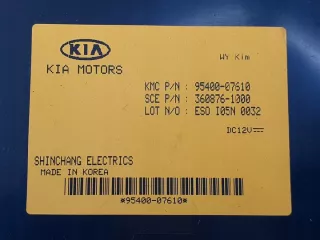 KIA
KIA MOTORS
WY Kim
KMC P/N : 95400-07610
SCE P/N : 360876-1000
LOT N/O : ESO I05N 0032
DC12V
SHINCHANG ELECTRICS
MADE IN KOREA
*95400-07610*